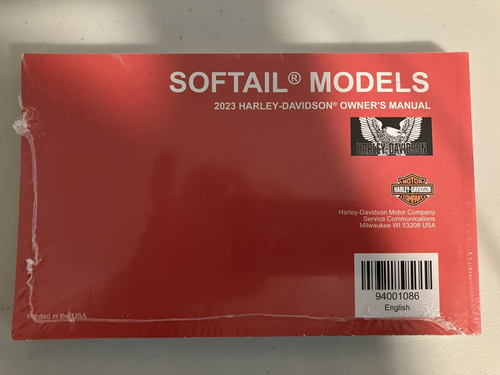 SOFTAIL® MODELS
2023 HARLEY-DAVIDSON® OWNER'S MANUAL
HARLEY-DAVIDSON
MOTOR
HARLEY-DAVIDSON
COMPANY
Harley-Davidson Motor Company
Service Communications
Milwaukee WI 53208 USA
94001086
English
Printed in the USA